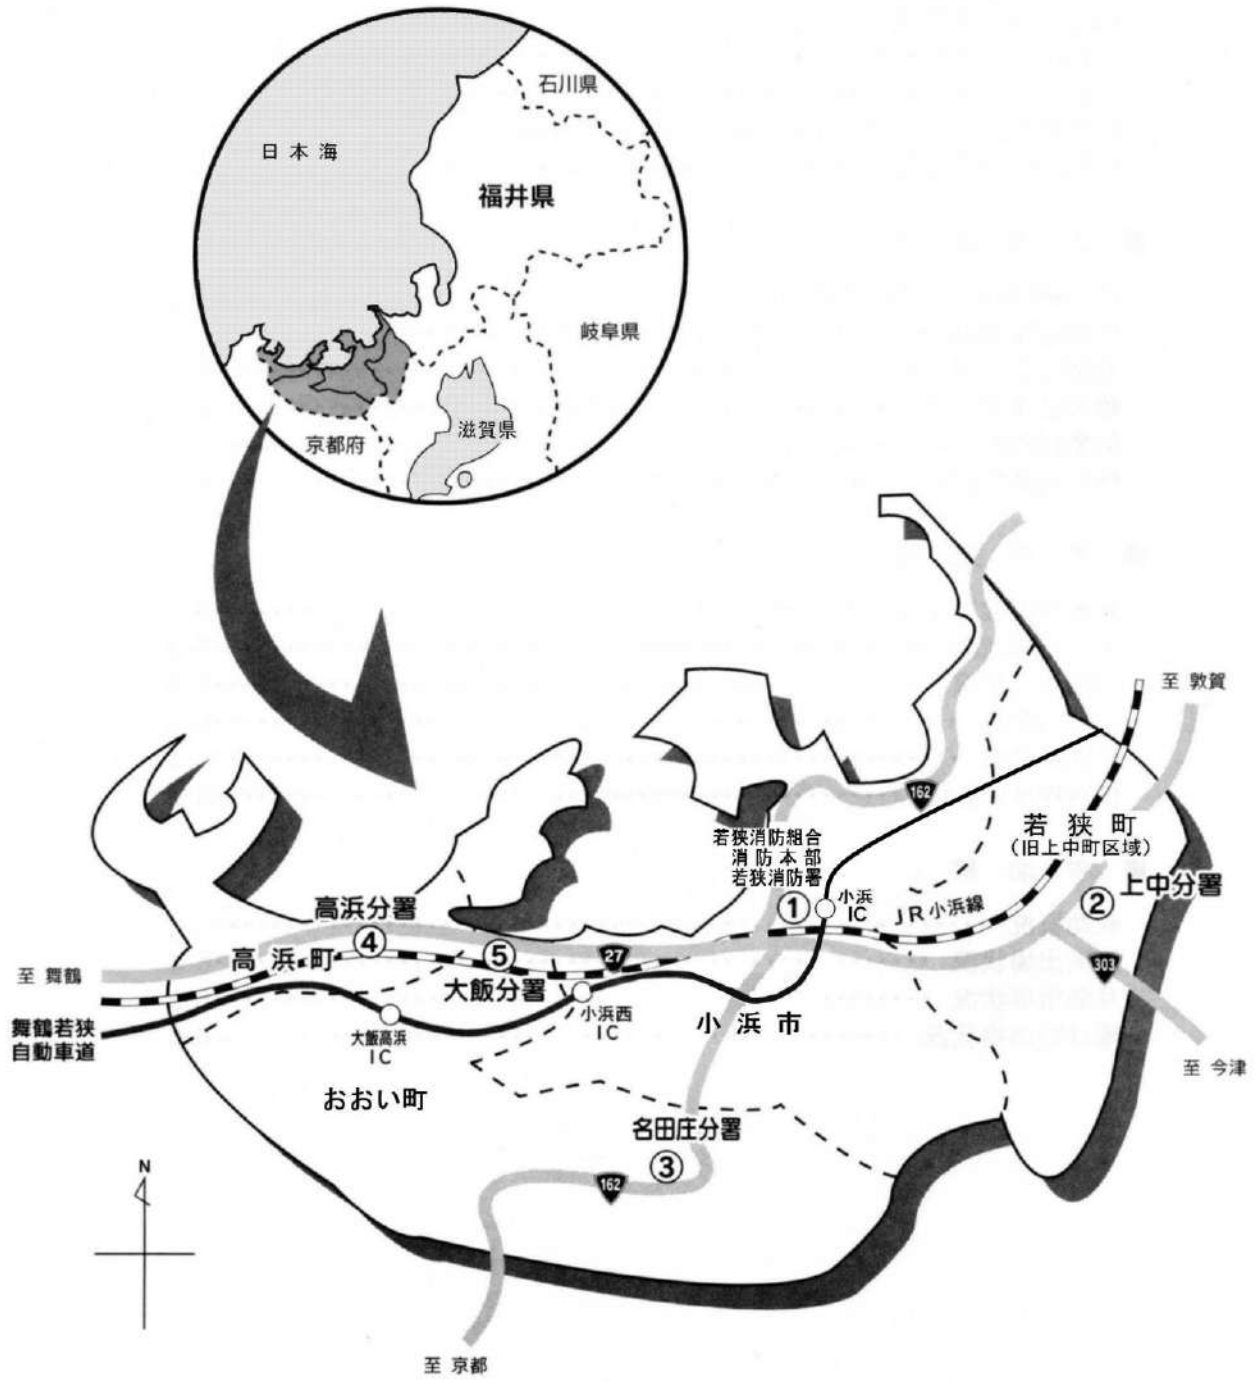 石川県
日本海
福井県
岐阜県
滋賀県
京都府
至 敦賀
162
若狭町
(旧上中町区域)
若狭消防組合
消防本部
若狭消防署
上中分署
②
①
小浜
IC
JR小浜線
高浜分署
④
⑤
27
高浜町
至 舞鶴
大飯分署
303
舞鶴若狭
自動車道
大飯高浜
IC
小浜西
IC
小浜市
至 今津
おおい町
名田庄分署
③
162
N
至 京都